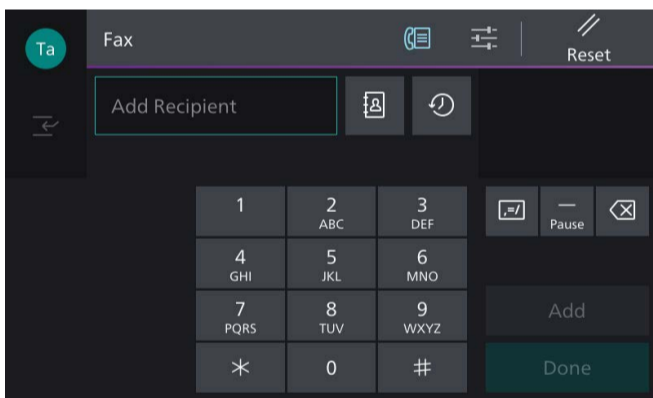 Ta
Fax
Reset
Add Recipient
1
2
ABC
3
DEF
,=/
Pause
4
GHI
5
JKL
6
MNO
7
PQRS
8
TUV
9
WXYZ
Add
*
0
#
Done